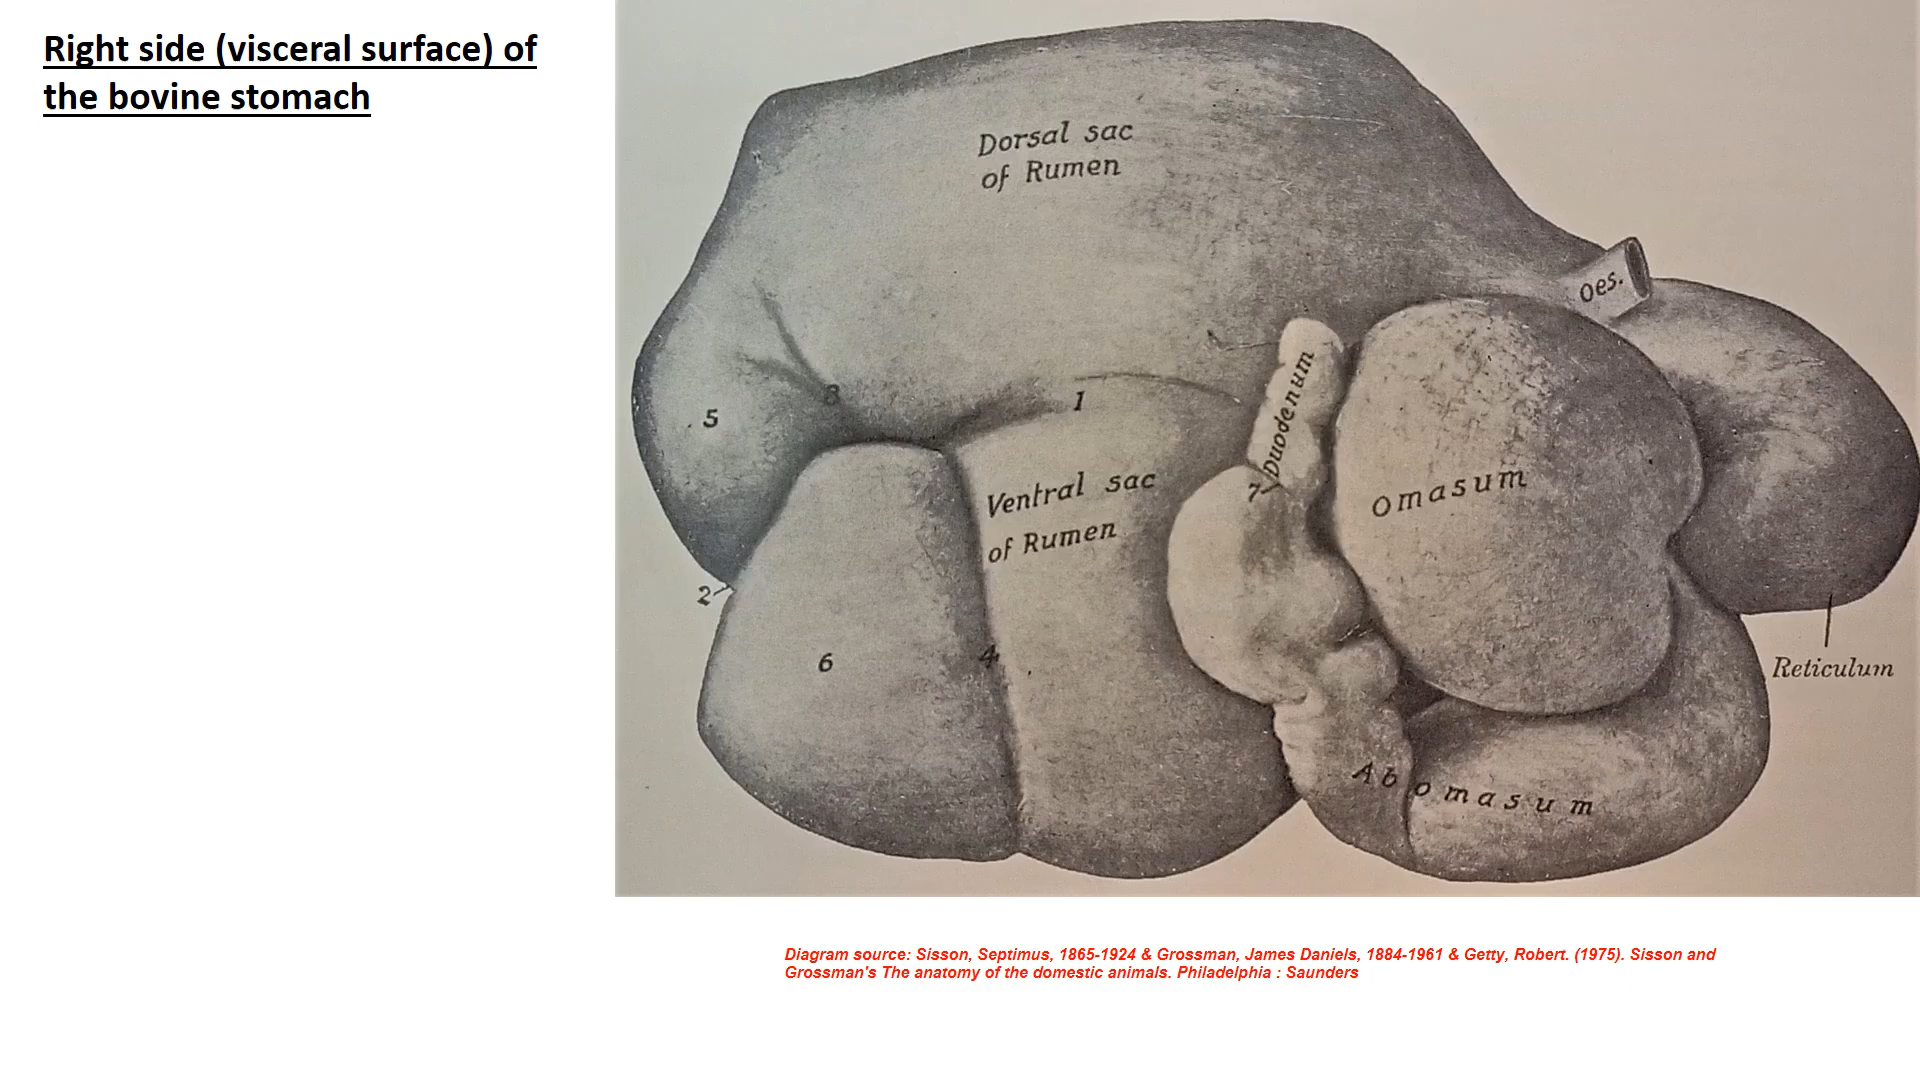 Right side (visceral surface) of
the bovine stomach
Dorsal sac
of Rumen
Oes.
Duodenum
3
5
1
Ventral sac
of Rumen
7
Omasum
2
6
4
Reticulum
Abomasum
Diagram source: Sisson, Septimus, 1865-1924 & Grossman, James Daniels, 1884-1961 & Getty, Robert. (1975). Sisson and
Grossman's The anatomy of the domestic animals. Philadelphia : Saunders